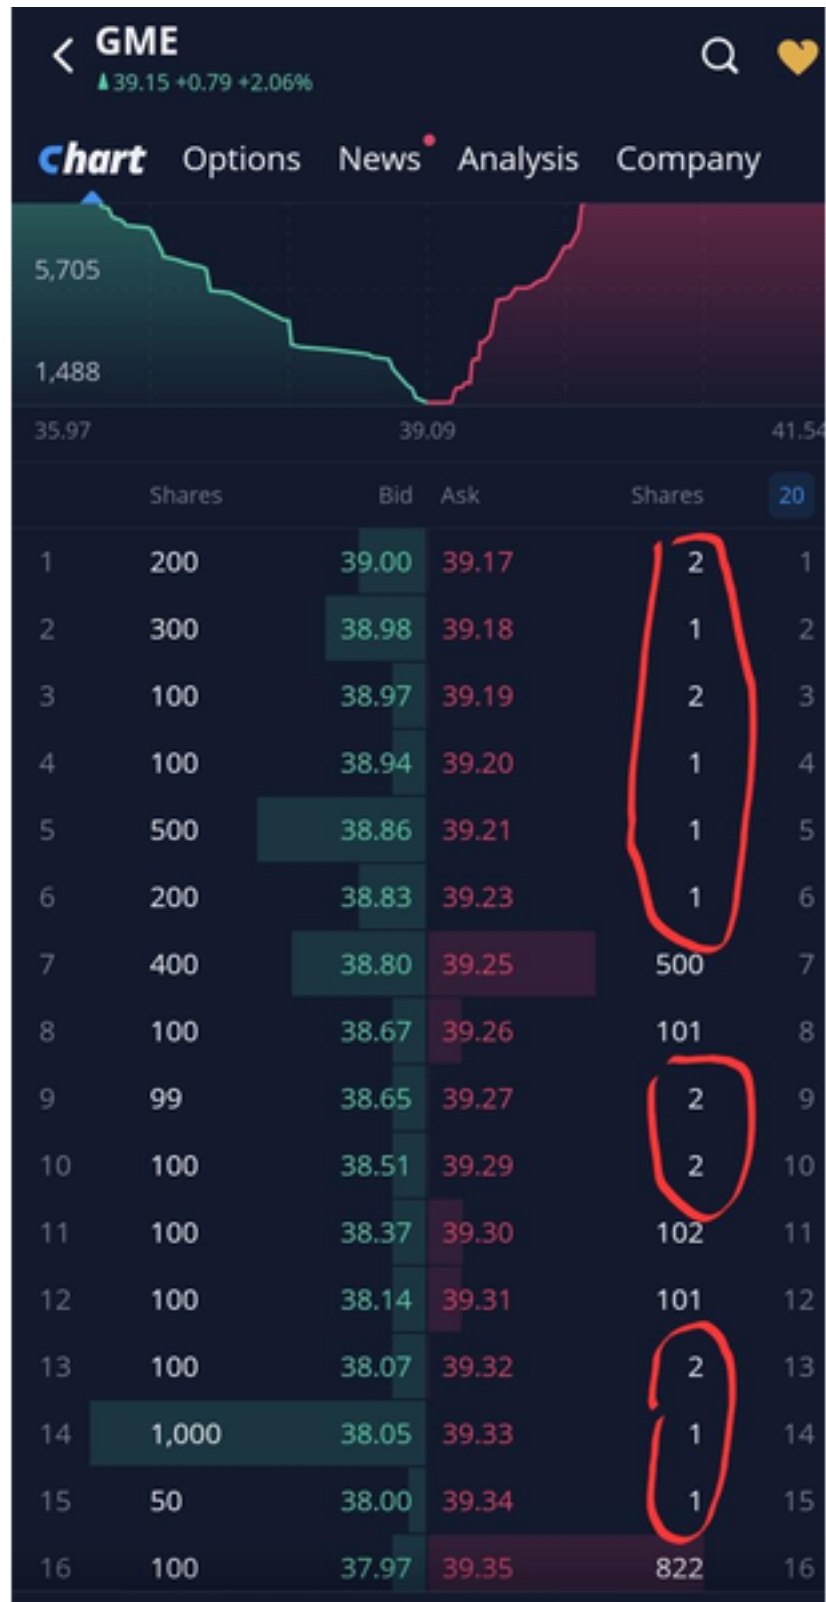 GME
39.15 +0.79 +2.06%
Chart Options News Analysis Company
5,705
1,488
35.97 39.09 41.54
Shares Bid Ask Shares 20
1 200 39.00 39.17 2 1
2 300 38.98 39.18 1 2
3 100 38.97 39.19 2 3
4 100 38.94 39.20 1 4
5 500 38.86 39.21 1 5
6 200 38.83 39.23 1 6
7 400 38.80 39.25 500 7
8 100 38.67 39.26 101 8
9 99 38.65 39.27 2 9
10 100 38.51 39.29 2 10
11 100 38.37 39.30 102 11
12 100 38.14 39.31 101 12
13 100 38.07 39.32 2 13
14 1,000 38.05 39.33 1 14
15 50 38.00 39.34 1 15
16 100 37.97 39.35 822 16